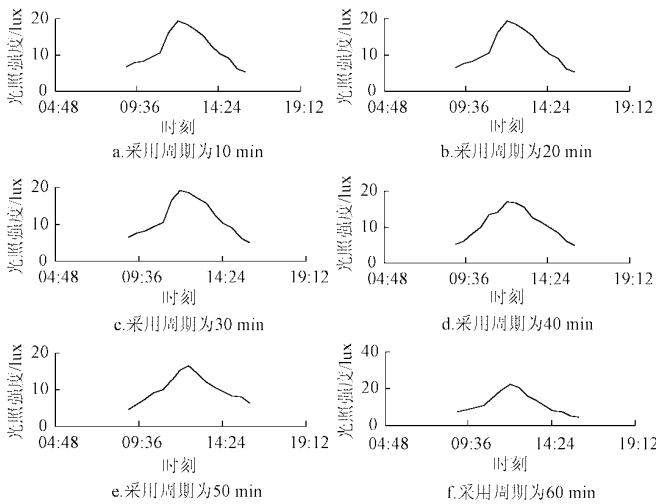 光照强度/lux
20
10
0
04:48
09:36
14:24
19:12
时刻
a.采用周期为10 min
光照强度/lux
20
10
0
04:48
09:36
14:24
19:12
时刻
b.采用周期为20 min
光照强度/lux
20
10
0
04:48
09:36
14:24
19:12
时刻
c.采用周期为30 min
光照强度/lux
20
10
0
04:48
09:36
14:24
19:12
时刻
d.采用周期为40 min
光照强度/lux
20
10
0
04:48
09:36
14:24
19:12
时刻
e.采用周期为50 min
光照强度/lux
40
20
0
04:48
09:36
14:24
19:12
时刻
f.采用周期为60 min